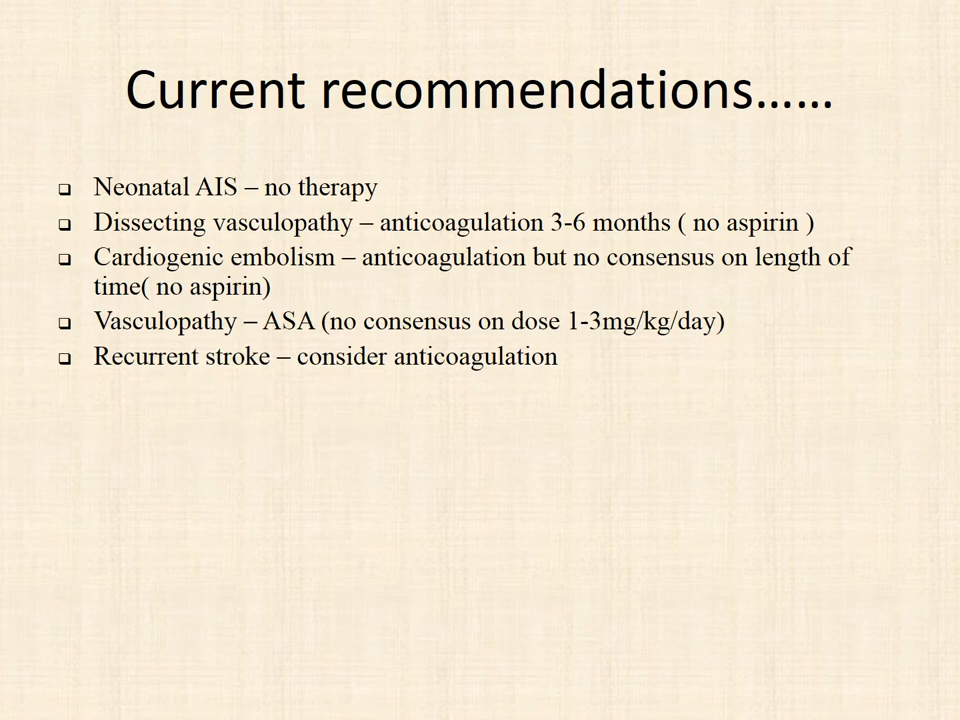 Current recommendations……
❑ Neonatal AIS – no therapy
❑ Dissecting vasculopathy – anticoagulation 3-6 months ( no aspirin )
❑ Cardiogenic embolism – anticoagulation but no consensus on length of
time( no aspirin)
❑ Vasculopathy – ASA (no consensus on dose 1-3mg/kg/day)
❑ Recurrent stroke – consider anticoagulation